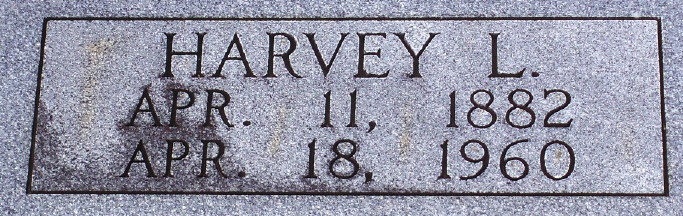 HARVEY L.
APR. 11, 1882
APR. 18, 1960